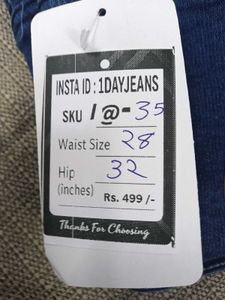 INSTA ID : 1DAYJEANS
SKU 1@-35
Waist Size 28
Hip 32
(inches) Rs. 499 /-
Thanks For Choosing